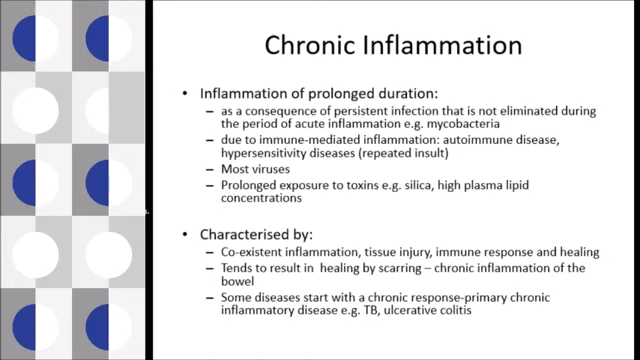 Chronic Inflammation
• Inflammation of prolonged duration:
– as a consequence of persistent infection that is not eliminated during
the period of acute inflammation e.g. mycobacteria
– due to immune-mediated inflammation: autoimmune disease,
hypersensitivity diseases (repeated insult)
– Most viruses
– Prolonged exposure to toxins e.g. silica, high plasma lipid
concentrations
• Characterised by:
– Co-existent inflammation, tissue injury, immune response and healing
– Tends to result in healing by scarring – chronic inflammation of the
bowel
– Some diseases start with a chronic response-primary chronic
inflammatory disease e.g. TB, ulcerative colitis